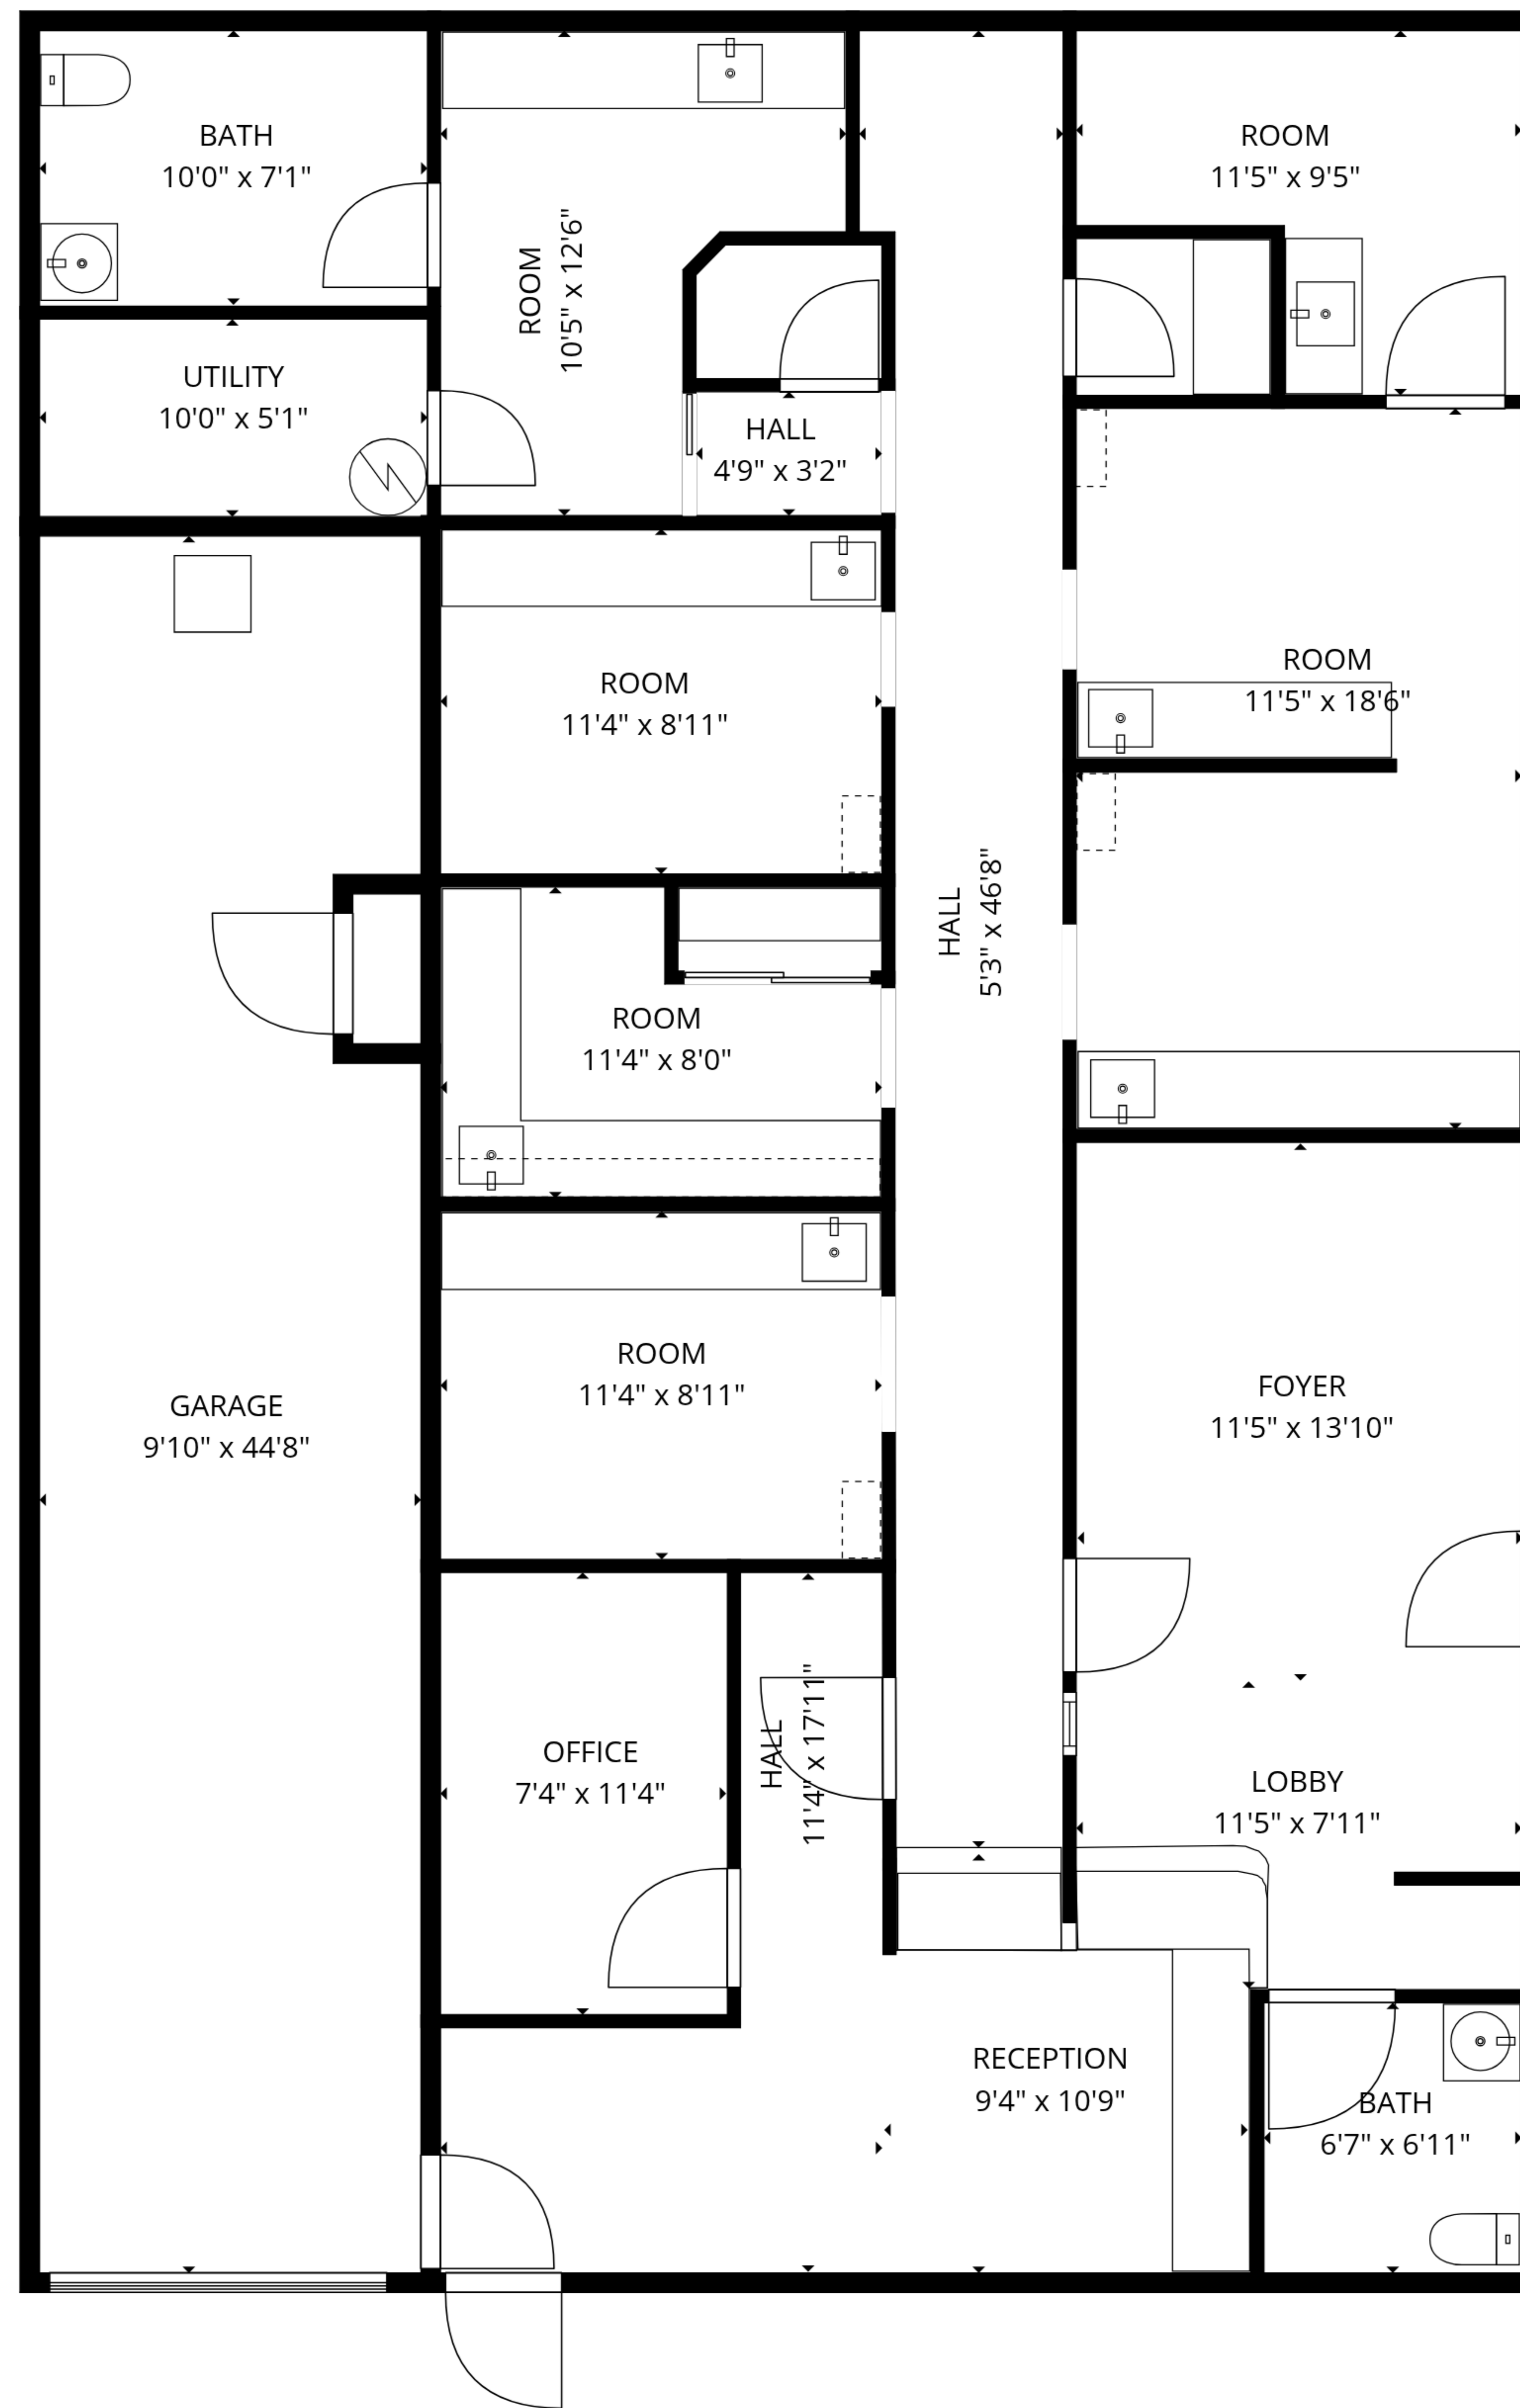 BATH
10'0" x 7'1"
ROOM
11'5" x 9'5"
ROOM
10'5" x 12'6"
UTILITY
10'0" x 5'1"
HALL
4'9" x 3'2"
ROOM
11'4" x 8'11"
ROOM
11'5" x 18'6"
HALL
5'3" x 46'8"
ROOM
11'4" x 8'0"
ROOM
11'4" x 8'11"
GARAGE
9'10" x 44'8"
FOYER
11'5" x 13'10"
OFFICE
7'4" x 11'4"
HALL
11'4" x 17'11"
LOBBY
11'5" x 7'11"
RECEPTION
9'4" x 10'9"
BATH
6'7" x 6'11"